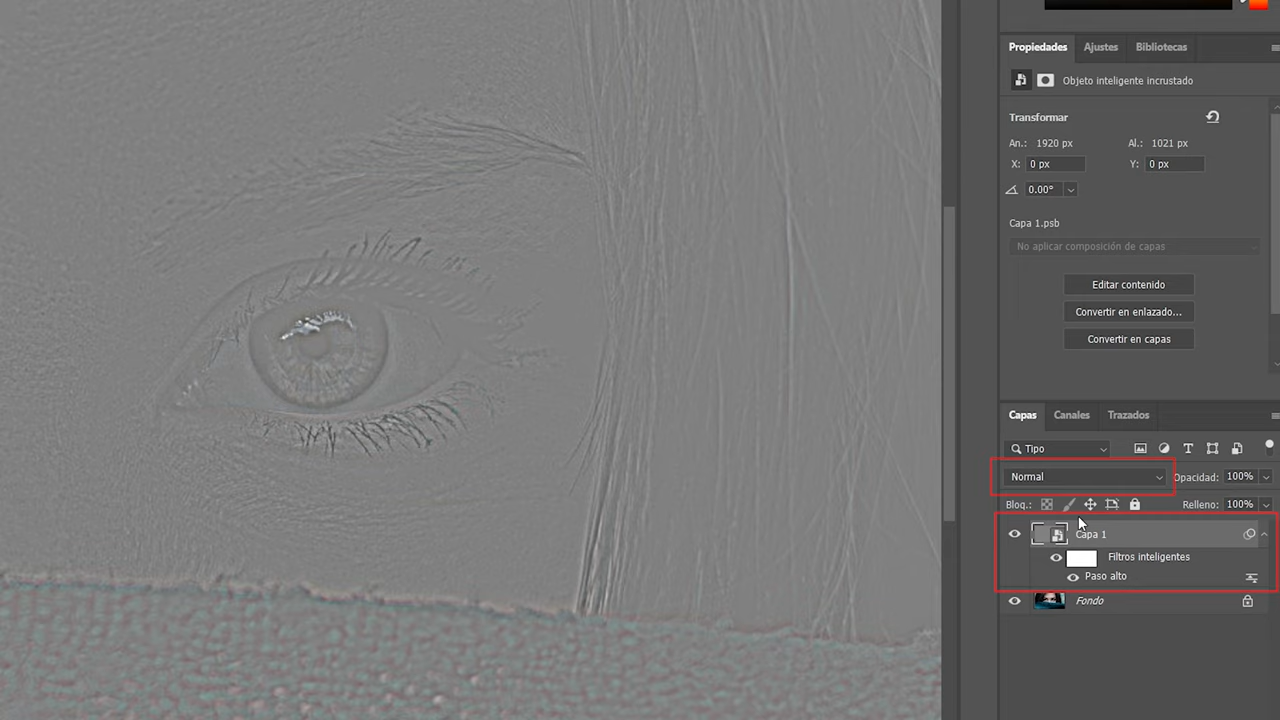 Propiedades Ajustes Bibliotecas
Objeto inteligente incrustado
Transformar
An.: 1920 px Al.: 1021 px
X: 0 px Y: 0 px
0.00°
Capa 1.psb
No aplicar composición de capas
Editar contenido
Convertir en enlazado...
Convertir en capas
Capas Canales Trazados
Tipo
Normal Opacidad: 100%
Bloq.: Relleno: 100%
Capa 1
Filtros inteligentes
Paso alto
Fondo